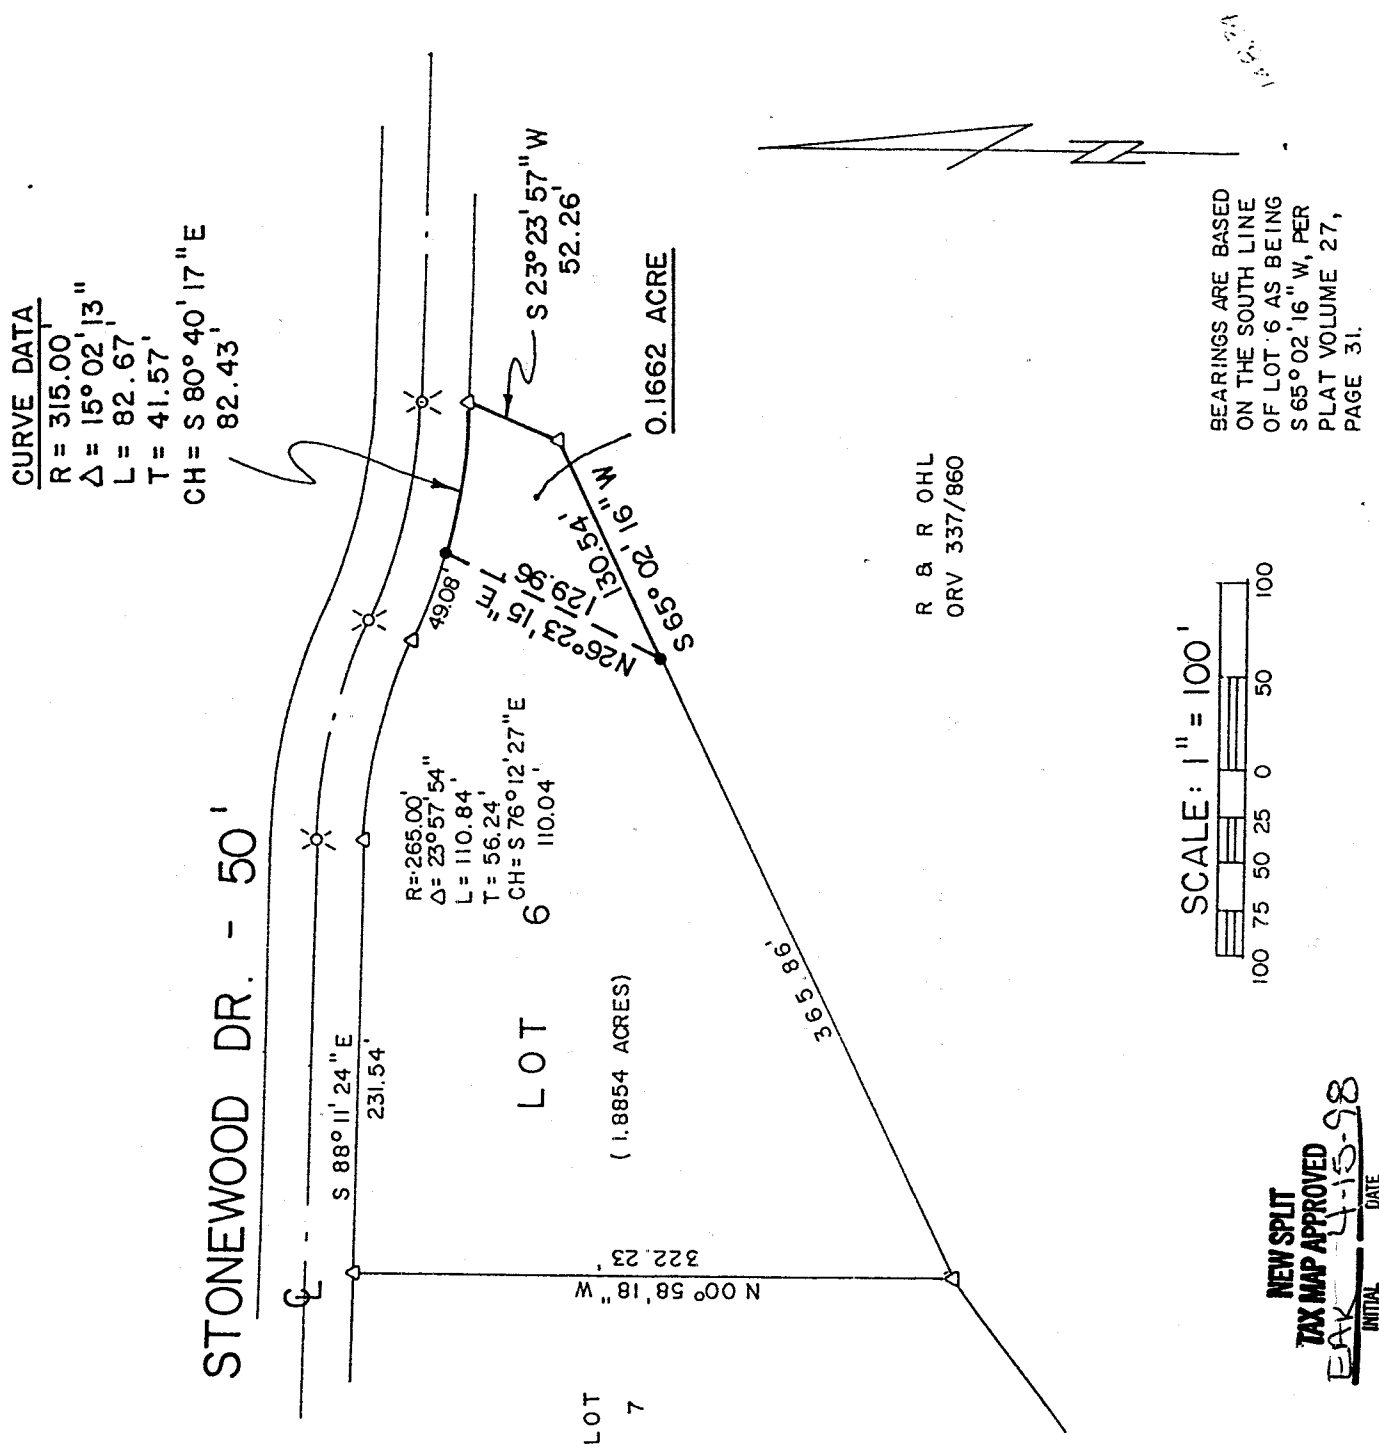 CURVE DATA
R = 315.00'
Δ = 15° 02' 13"
L = 82.67'
T = 41.57'
CH = S 80° 40' 17" E
82.43'
S 23° 23' 57" W
52.26'
0.1662 ACRE
STONEWOOD DR. - 50'
S 88° 11' 24" E
231.54'
49.08'
N26° 23' 15" E
129.96'
130.54'
S 65° 02' 16" W
R = 265.00'
Δ = 23° 57' 54"
L = 110.84'
T = 56.24'
CH = S 76° 12' 27" E
110.04'
LOT 6
(1.8854 ACRES)
365.86'
N 00° 58' 18" W
322.23'
LOT
7
R & R OHL
ORV 337/860
N
BEARINGS ARE BASED
ON THE SOUTH LINE
OF LOT 6 AS BEING
S 65° 02' 16" W, PER
PLAT VOLUME 27,
PAGE 31.
SCALE: 1" = 100'
100 75 50 25 0 50 100
NEW SPLIT
TAX MAP APPROVED
EAK 4-15-98
INITIAL DATE